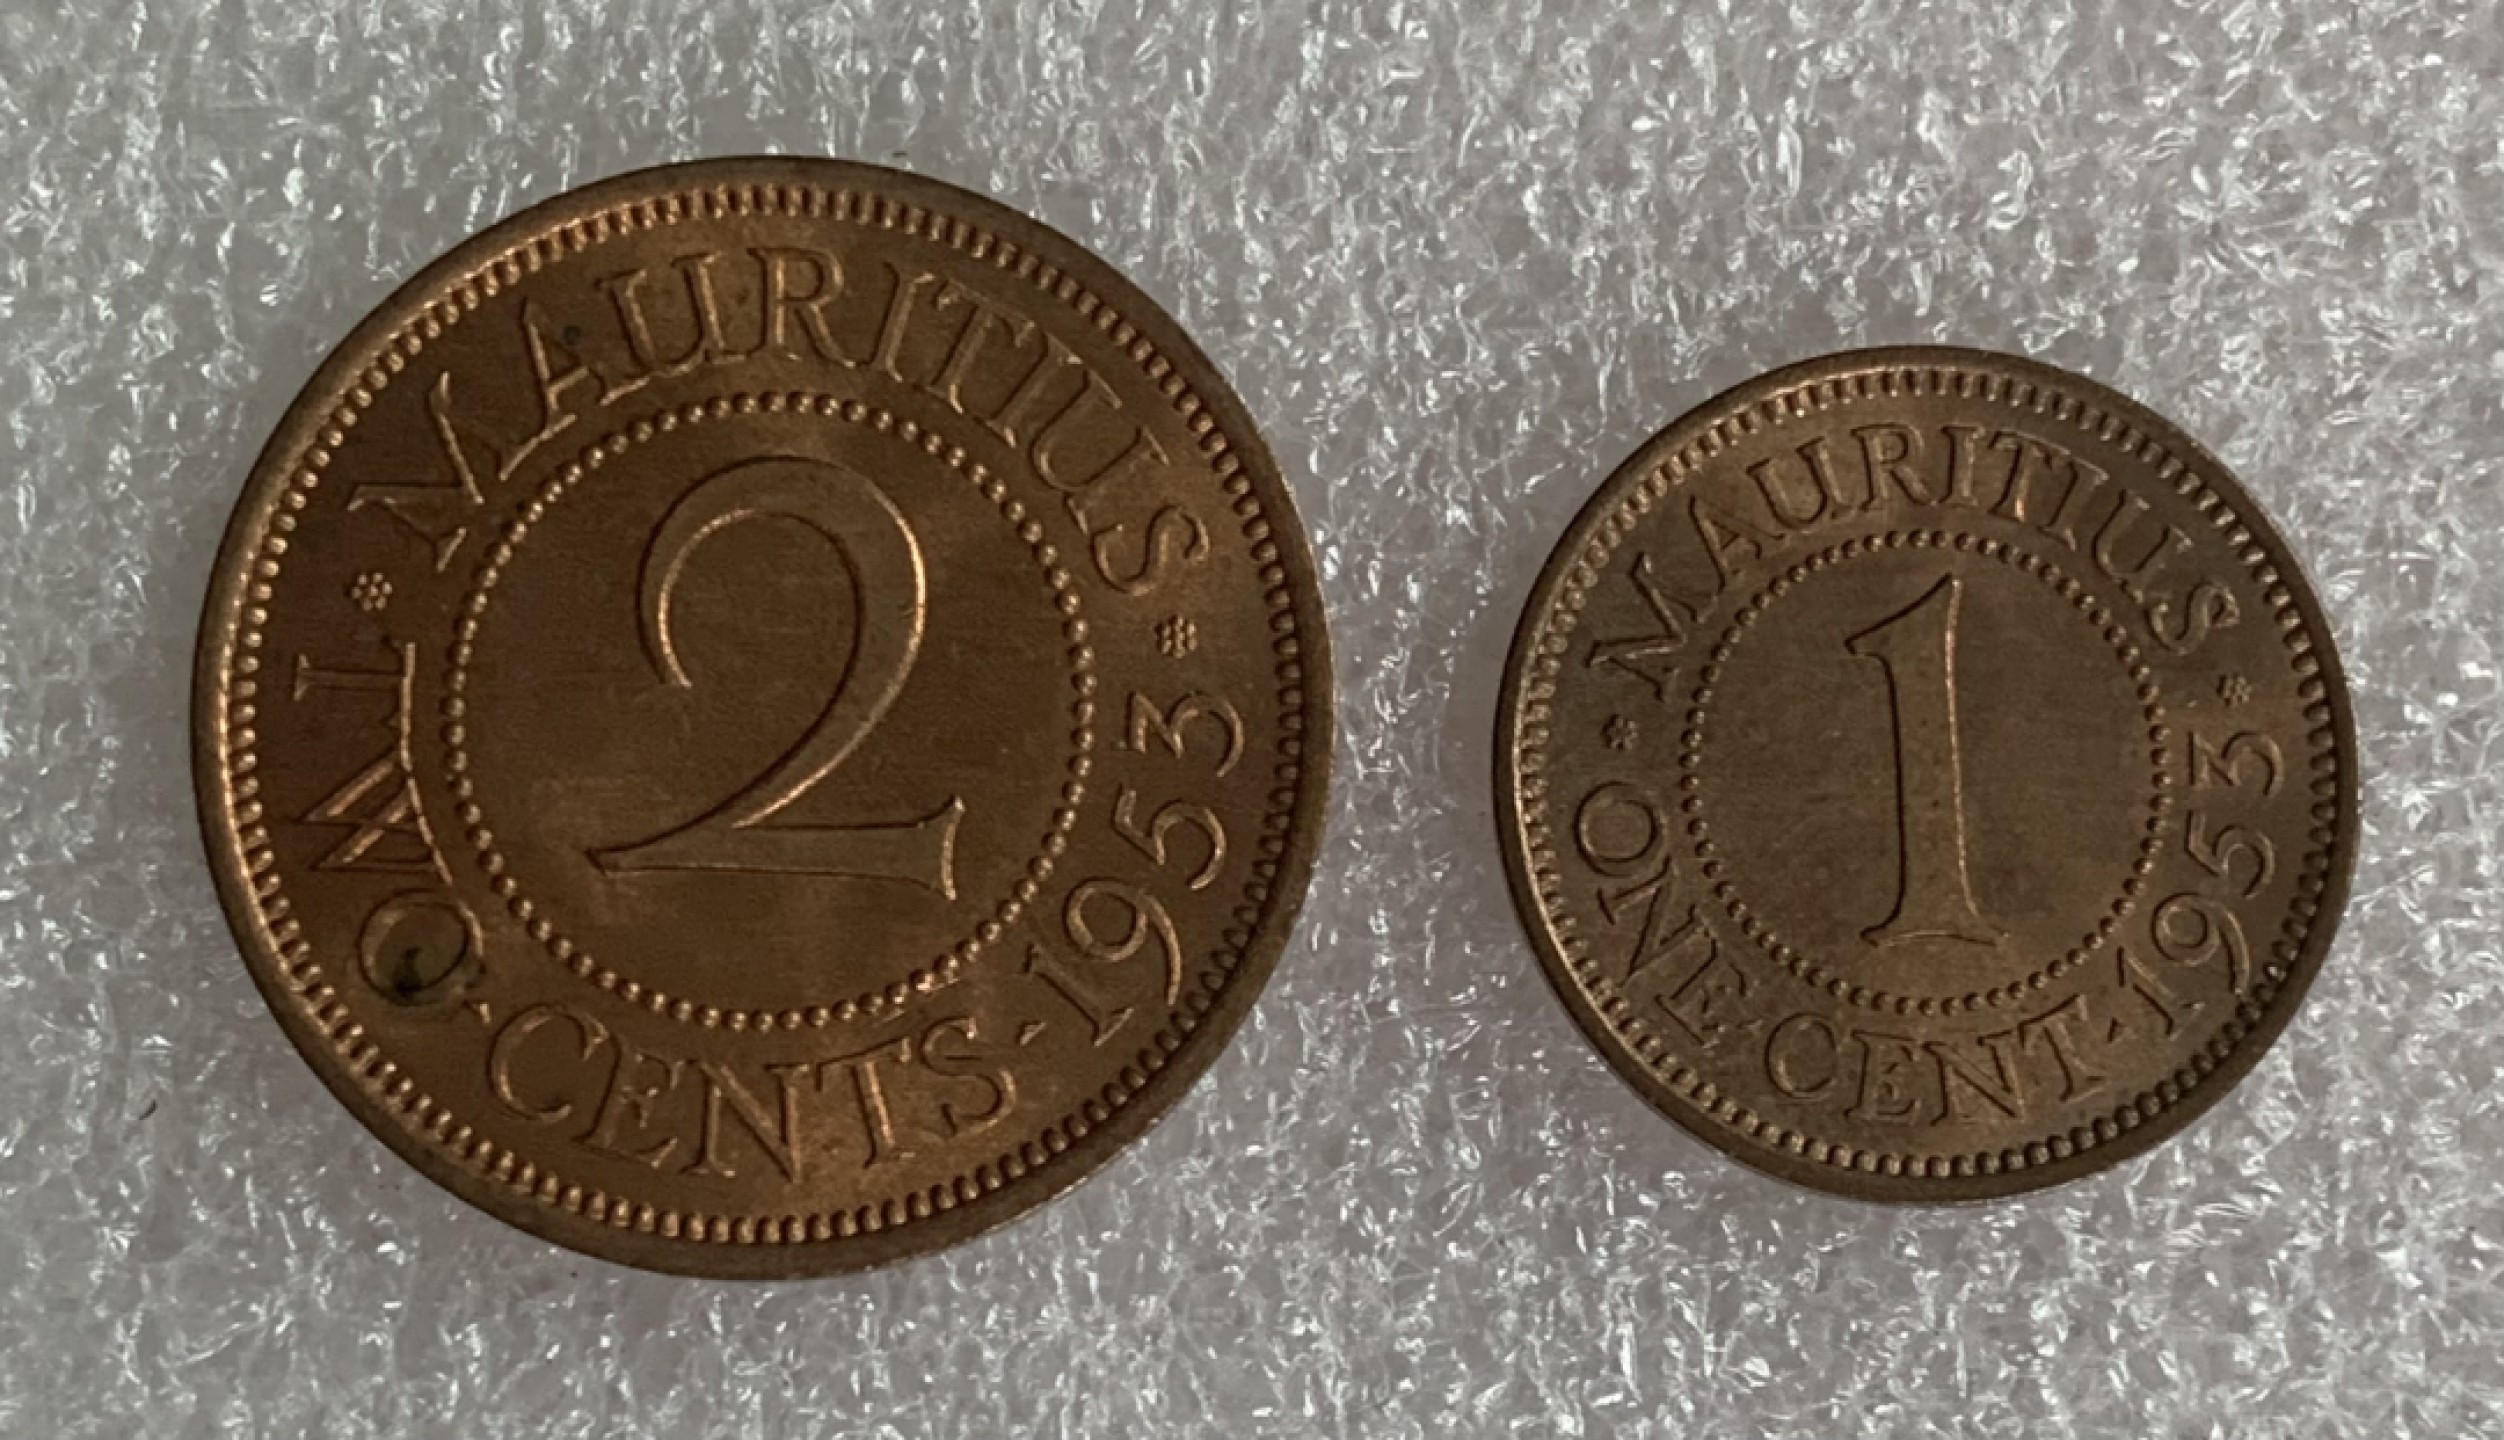 MAURITIUS
2
TWO·CENTS·1953
MAURITIUS
1
ONE CENT·1953